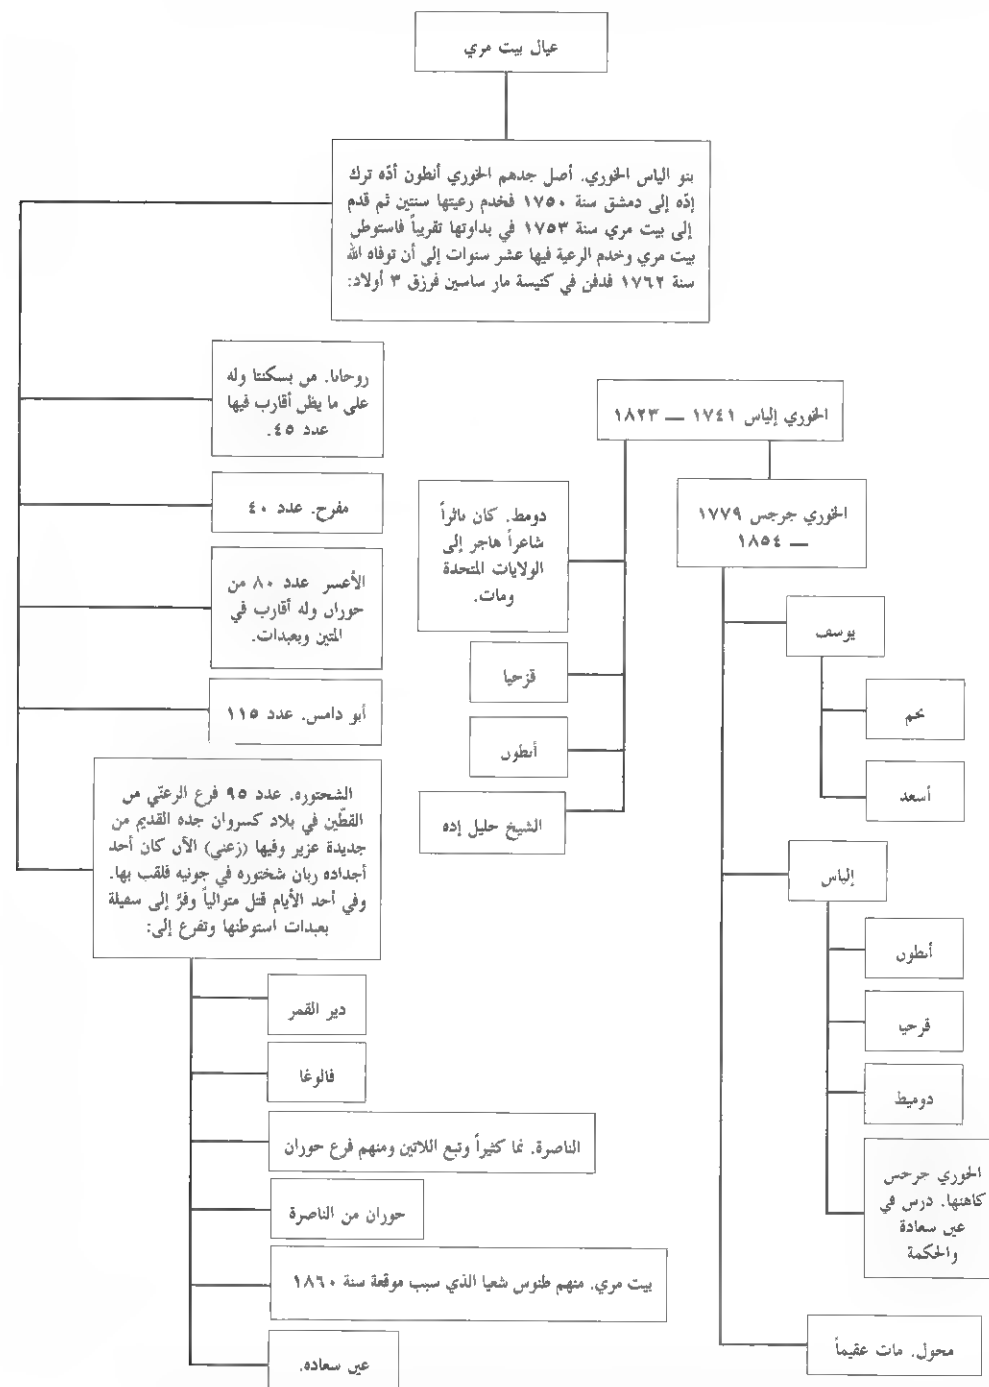 عيال بيت مري
بنو الياس الخوري. أصل جدهم الخوري أنطون أدّه ترك
إدّه إلى دمشق سنة ١٧٥٠ فخدم رعيتها سنتين ثم قدم
إلى بيت مري سنة ١٧٥٣ في بداوتها تقريباً فاستوطن
بيت مري وخدم الرعية فيها عشر سنوات إلى أن توفاه الله
سنة ١٧٦٢ فدفن في كنيسة مار ساسين فرزق ٣ أولاد:
الخوري إلياس ١٧٤١ — ١٨٢٣
الخوري جرجس ١٧٧٩
— ١٨٥٤
يوسف
نجم
أسعد
إلياس
أنطون
قزحيا
دوميط
الخوري جرجس
كاهنها. درس في
عين سعادة
والحكمة
محول. مات عقيماً
دومط. كان ناثراً
شاعراً هاجر إلى
الولايات المتحدة
ومات.
قزحيا
أنطون
الشيخ خليل إده
روحانا. من بسكنتا وله
على ما يظن أقارب فيها
عدد ٤٥.
مفرح. عدد ٤٠
الأعسر عدد ٨٠ من
حوران وله أقارب في
المتين وبعبدات.
أبو دامس. عدد ١١٥
الشختوره. عدد ٩٥ فرع الزعنّي من
القطّين في بلاد كسروان جده القديم من
جديدة غزير وفيها (زعني) الآن كان أحد
أجداده ربان شختوره في جونيه فلقب بها.
وفي أحد الأيام قتل متوالياً وفرَّ إلى سفيلة
بعبدات استوطنها وتفرع إلى:
دير القمر
فالوغا
الناصرة. نما كثيراً وتبع اللاتين ومنهم فرع حوران
حوران من الناصرة
بيت مري. منهم طنوس شعيا الذي سبب موقعة سنة ١٨٦٠
عين سعاده.